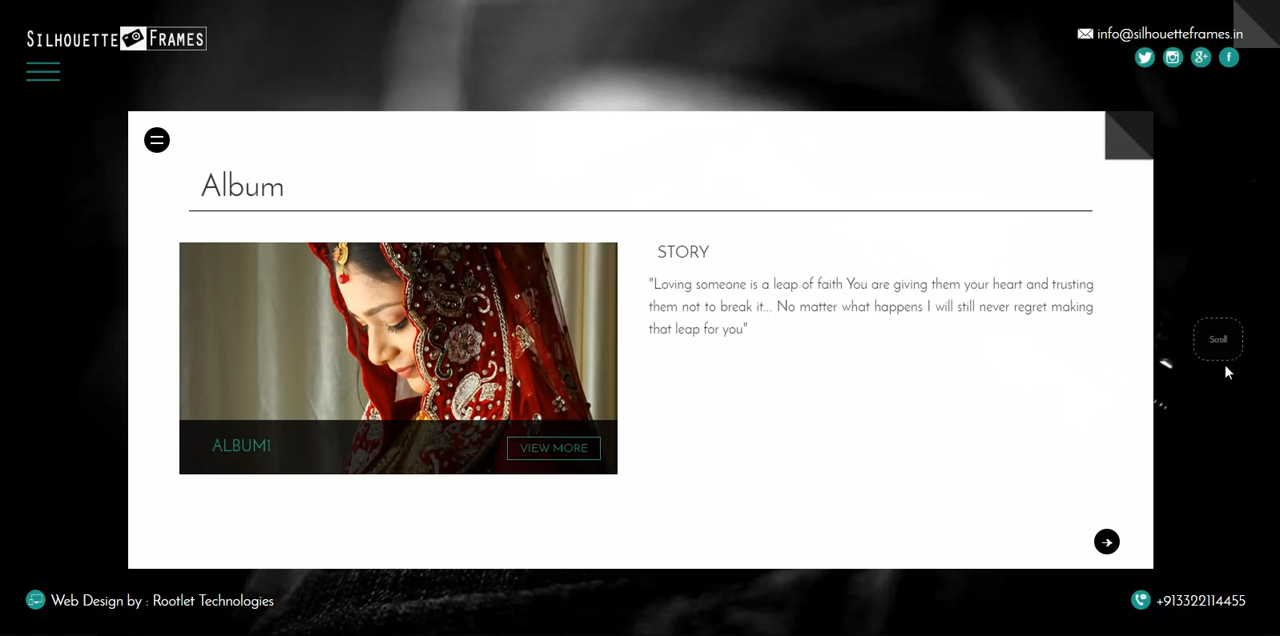 SILHOUETTE FRAMES
info@silhouetteframes.in
Album
STORY
"Loving someone is a leap of faith You are giving them your heart and trusting
them not to break it... No matter what happens I will still never regret making
that leap for you"
Scroll
ALBUM1
VIEW MORE
Web Design by : Rootlet Technologies
+913322114455